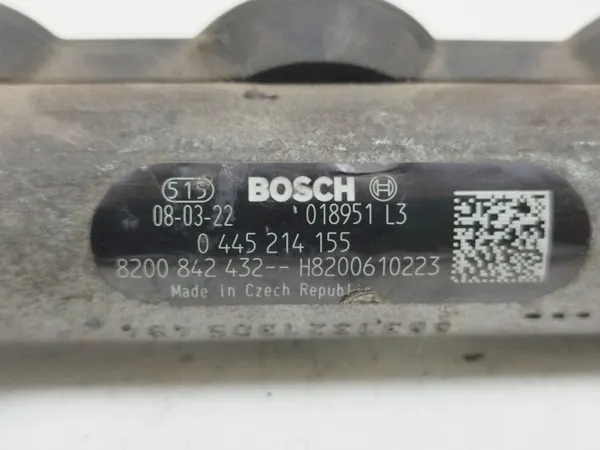 515 BOSCH
08-03-22 018951 L3
0 445 214 155
8200 842 432-- H8200610223
Made in Czech Republic
---